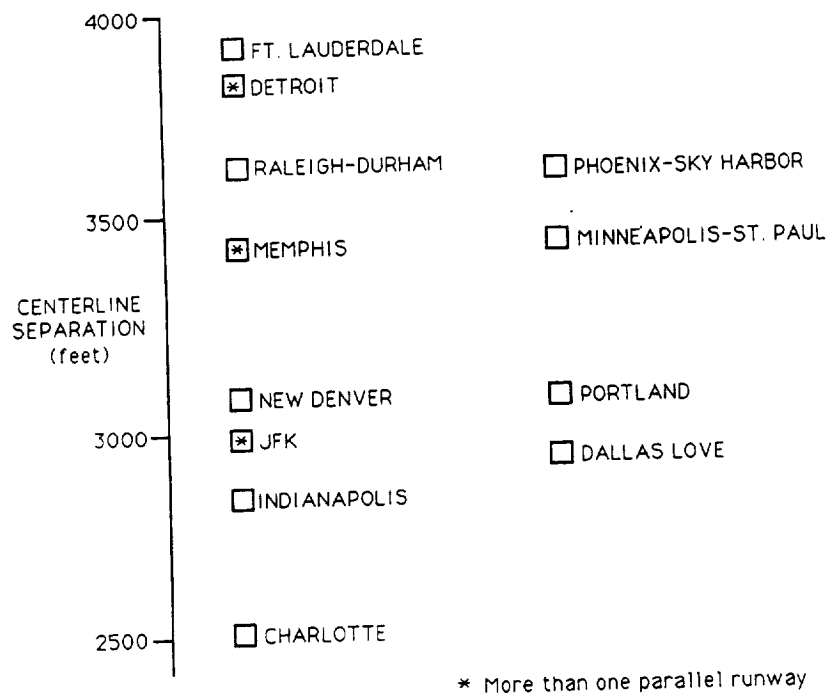 4000
FT. LAUDERDALE
* DETROIT
RALEIGH-DURHAM
PHOENIX-SKY HARBOR
3500
* MEMPHIS
MINNEAPOLIS-ST. PAUL
CENTERLINE
SEPARATION
(feet)
NEW DENVER
PORTLAND
3000
* JFK
DALLAS LOVE
INDIANAPOLIS
2500
CHARLOTTE
* More than one parallel runway